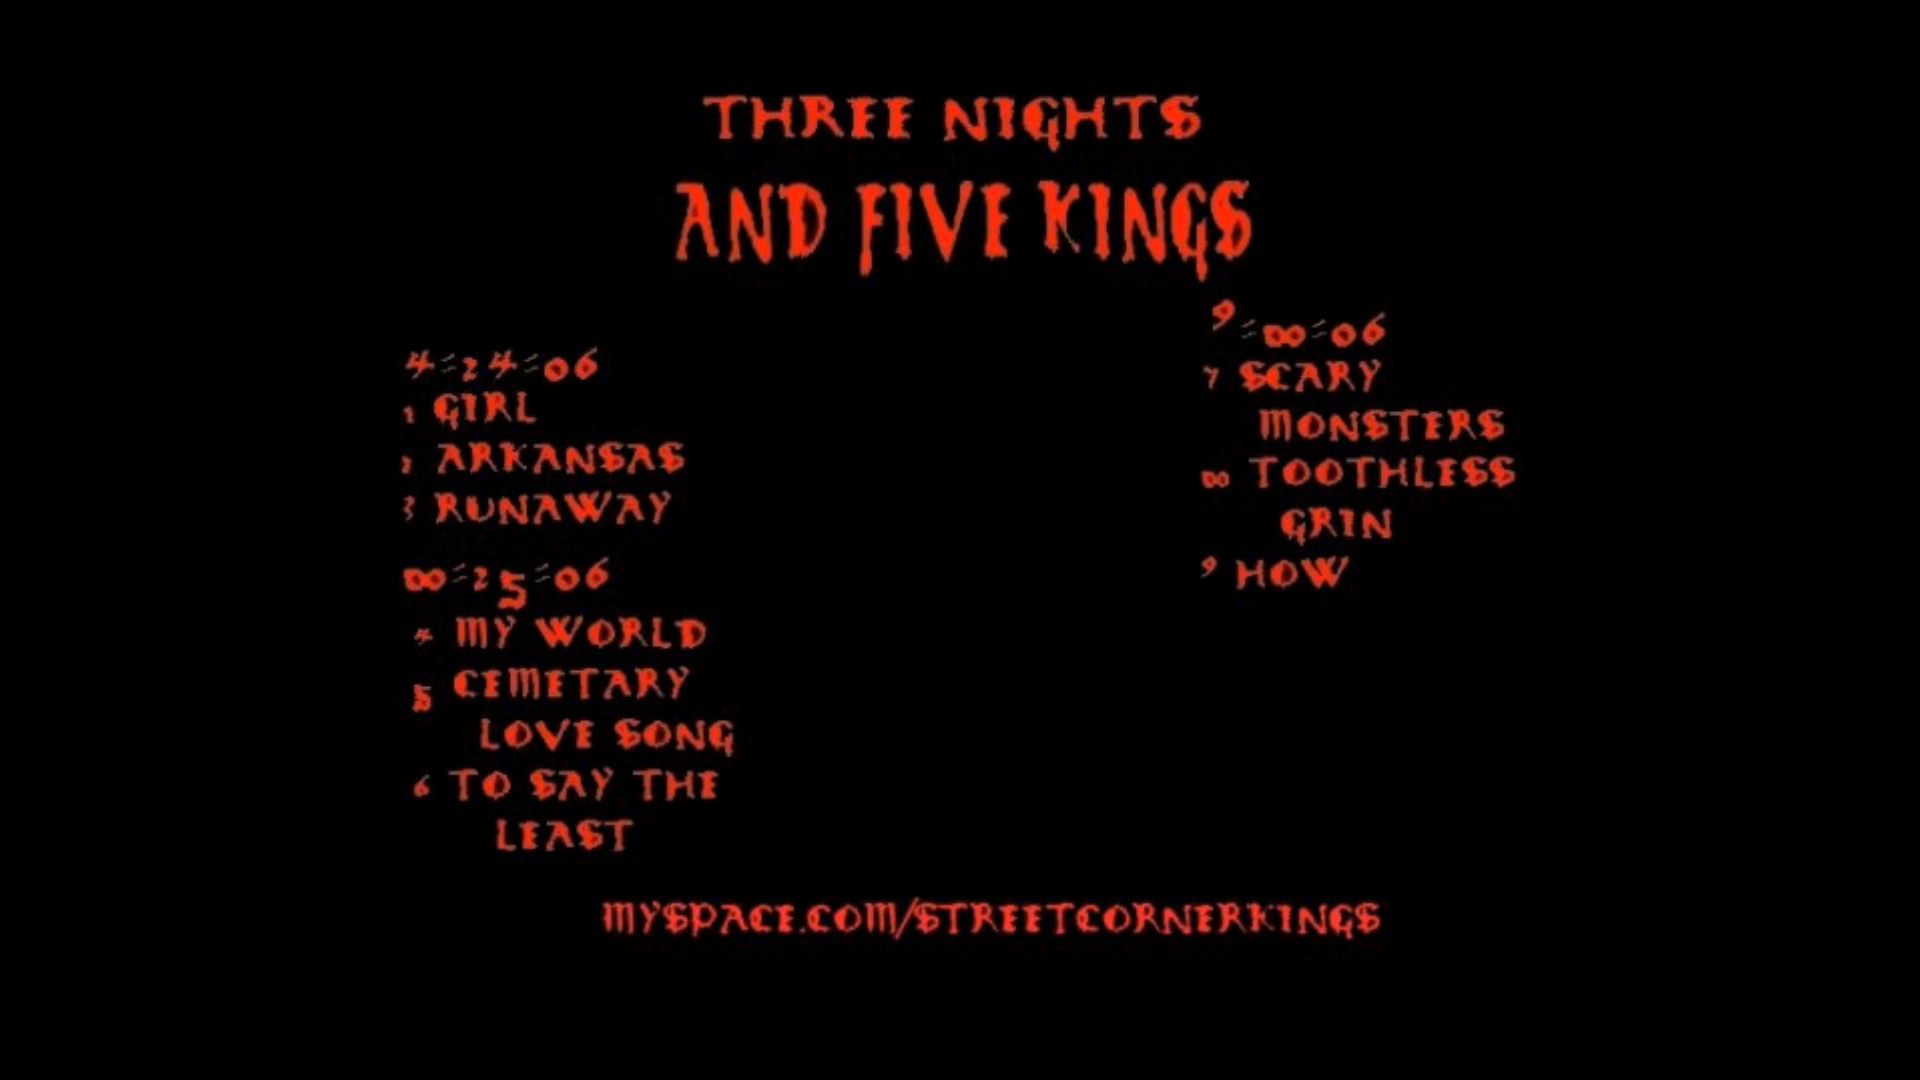 THREE NIGHTS
AND FIVE KINGS
4=24=06
1 GIRL
2 ARKANSAS
3 RUNAWAY
8=25=06
4 MY WORLD
5 CEMETARY
LOVE SONG
6 TO SAY THE
LEAST
9=8=06
7 SCARY
MONSTERS
8 TOOTHLESS
GRIN
9 HOW
MYSPACE.COM/STREETCORNERKINGS